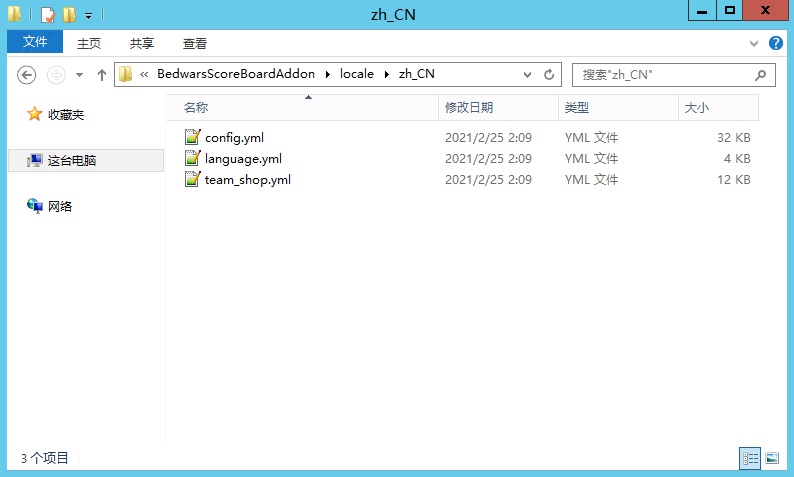 zh_CN
文件 主页 共享 查看
« BedwarsScoreBoardAddon locale zh_CN 搜索"zh_CN"
收藏夹
这台电脑
网络
名称 修改日期 类型 大小
config.yml 2021/2/25 2:09 YML 文件 32 KB
language.yml 2021/2/25 2:09 YML 文件 4 KB
team_shop.yml 2021/2/25 2:09 YML 文件 12 KB
3 个项目